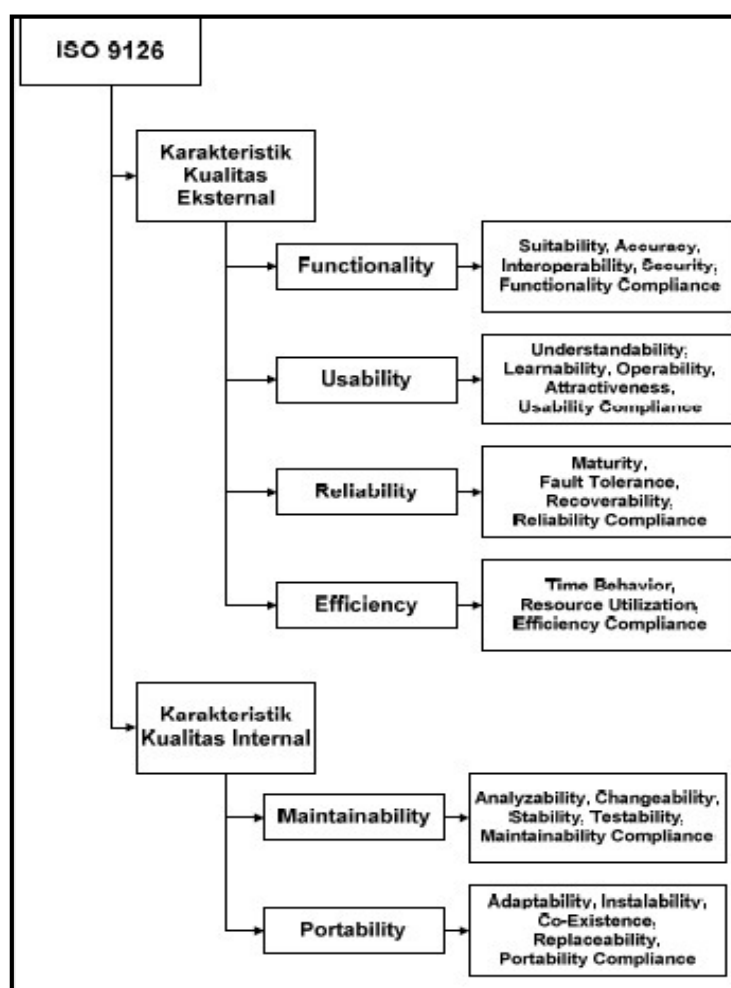 ISO 9126
Karakteristik
Kualitas
Eksternal
Functionality
Suitability, Accuracy,
Interoperability, Security,
Functionality Compliance
Usability
Understandability,
Learnability, Operability,
Attractiveness,
Usability Compliance
Reliability
Maturity,
Fault Tolerance,
Recoverability,
Reliability Compliance
Efficiency
Time Behavior,
Resource Utilization,
Efficiency Compliance
Karakteristik
Kualitas Internal
Maintainability
Analyzability, Changeability,
Stability, Testability,
Maintainability Compliance
Portability
Adaptability, Instalability,
Co-Existence,
Replaceability,
Portability Compliance